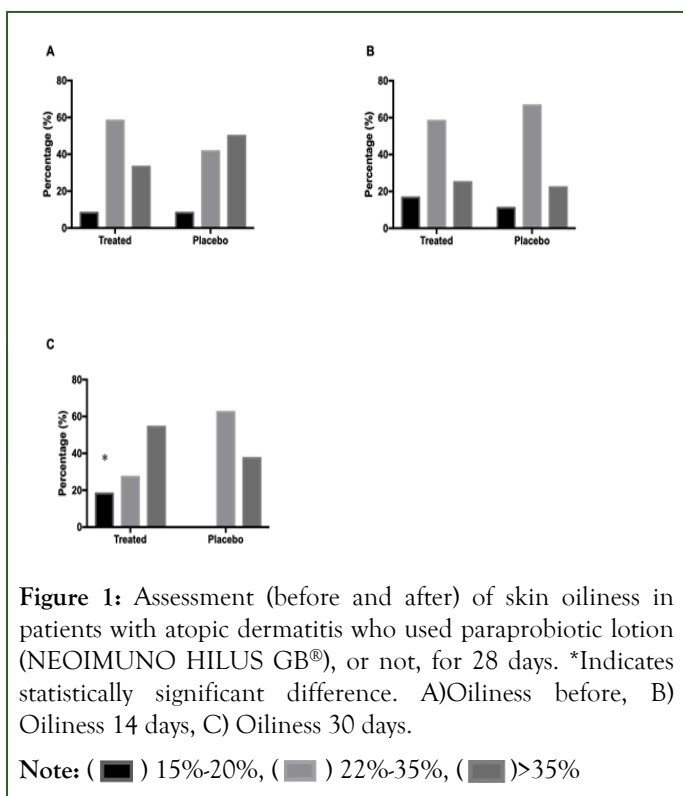 A
B
80
60
40
20
0
Percentage (%)
Treated
Placebo
80
60
40
20
0
Percentage (%)
Treated
Placebo
C
80
60
40
20
0
Percentage (%)
*
Treated
Placebo
Figure 1: Assessment (before and after) of skin oiliness in
patients with atopic dermatitis who used paraprobiotic lotion
(NEOIMUNO HILUS GB®), or not, for 28 days. *Indicates
statistically significant difference. A)Oiliness before, B)
Oiliness 14 days, C) Oiliness 30 days.
Note: ( ) 15%-20%, ( ) 22%-35%, ( )>35%